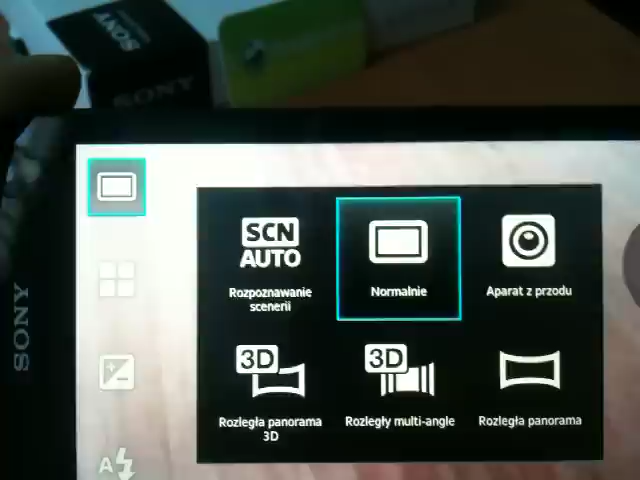 SONY
SONY
SONY
SCN
AUTO
Rozpoznawanie
scenerii
Normalnie
Aparat z przodu
3D
Rozległa panorama
3D
3D
Rozległy multi-angle
Rozległa panorama
A